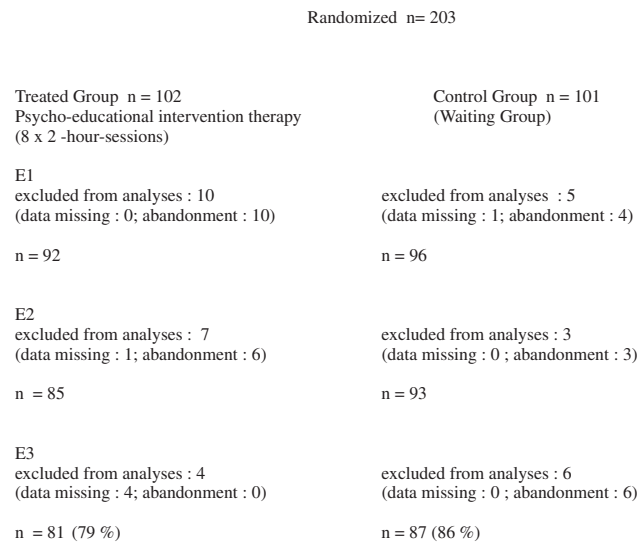 Randomized n= 203
Treated Group n = 102
Psycho-educational intervention therapy
(8 x 2 -hour-sessions)
Control Group n = 101
(Waiting Group)
E1
excluded from analyses : 10
(data missing : 0; abandonment : 10)
n = 92
excluded from analyses : 5
(data missing : 1; abandonment : 4)
n = 96
E2
excluded from analyses : 7
(data missing : 1; abandonment : 6)
n = 85
excluded from analyses : 3
(data missing : 0 ; abandonment : 3)
n = 93
E3
excluded from analyses : 4
(data missing : 4; abandonment : 0)
n = 81 (79 %)
excluded from analyses : 6
(data missing : 0 ; abandonment : 6)
n = 87 (86 %)